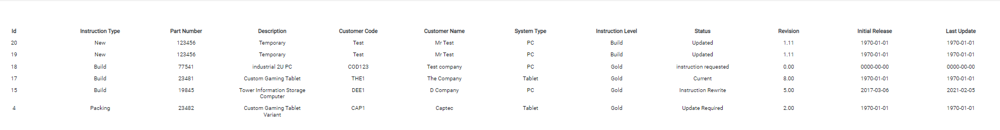 Id Instruction Type Part Number Description Customer Code Customer Name System Type Instruction Level Status Revision Initial Release Last Update
20 New 123456 Temporary Test Mr Test PC Build Updated 1.11 1970-01-01 1970-01-01
19 New 123456 Temporary Test Mr Test PC Build Updated 1.11 1970-01-01 1970-01-01
18 Build 77541 industrial 2U PC COD123 Test company PC Gold instruction requested 0.00 0000-00-00 0000-00-00
17 Build 23481 Custom Gaming Tablet THE1 The Company Tablet Gold Current 8.00 1970-01-01 1970-01-01
15 Build 19845 Tower Information Storage DEE1 D Company PC Gold Instruction Rewrite 5.00 2017-03-06 2021-02-05
Computer
4 Packing 23482 Custom Gaming Tablet CAP1 Captec Tablet Gold Update Required 2.00 1970-01-01 1970-01-01
Variant